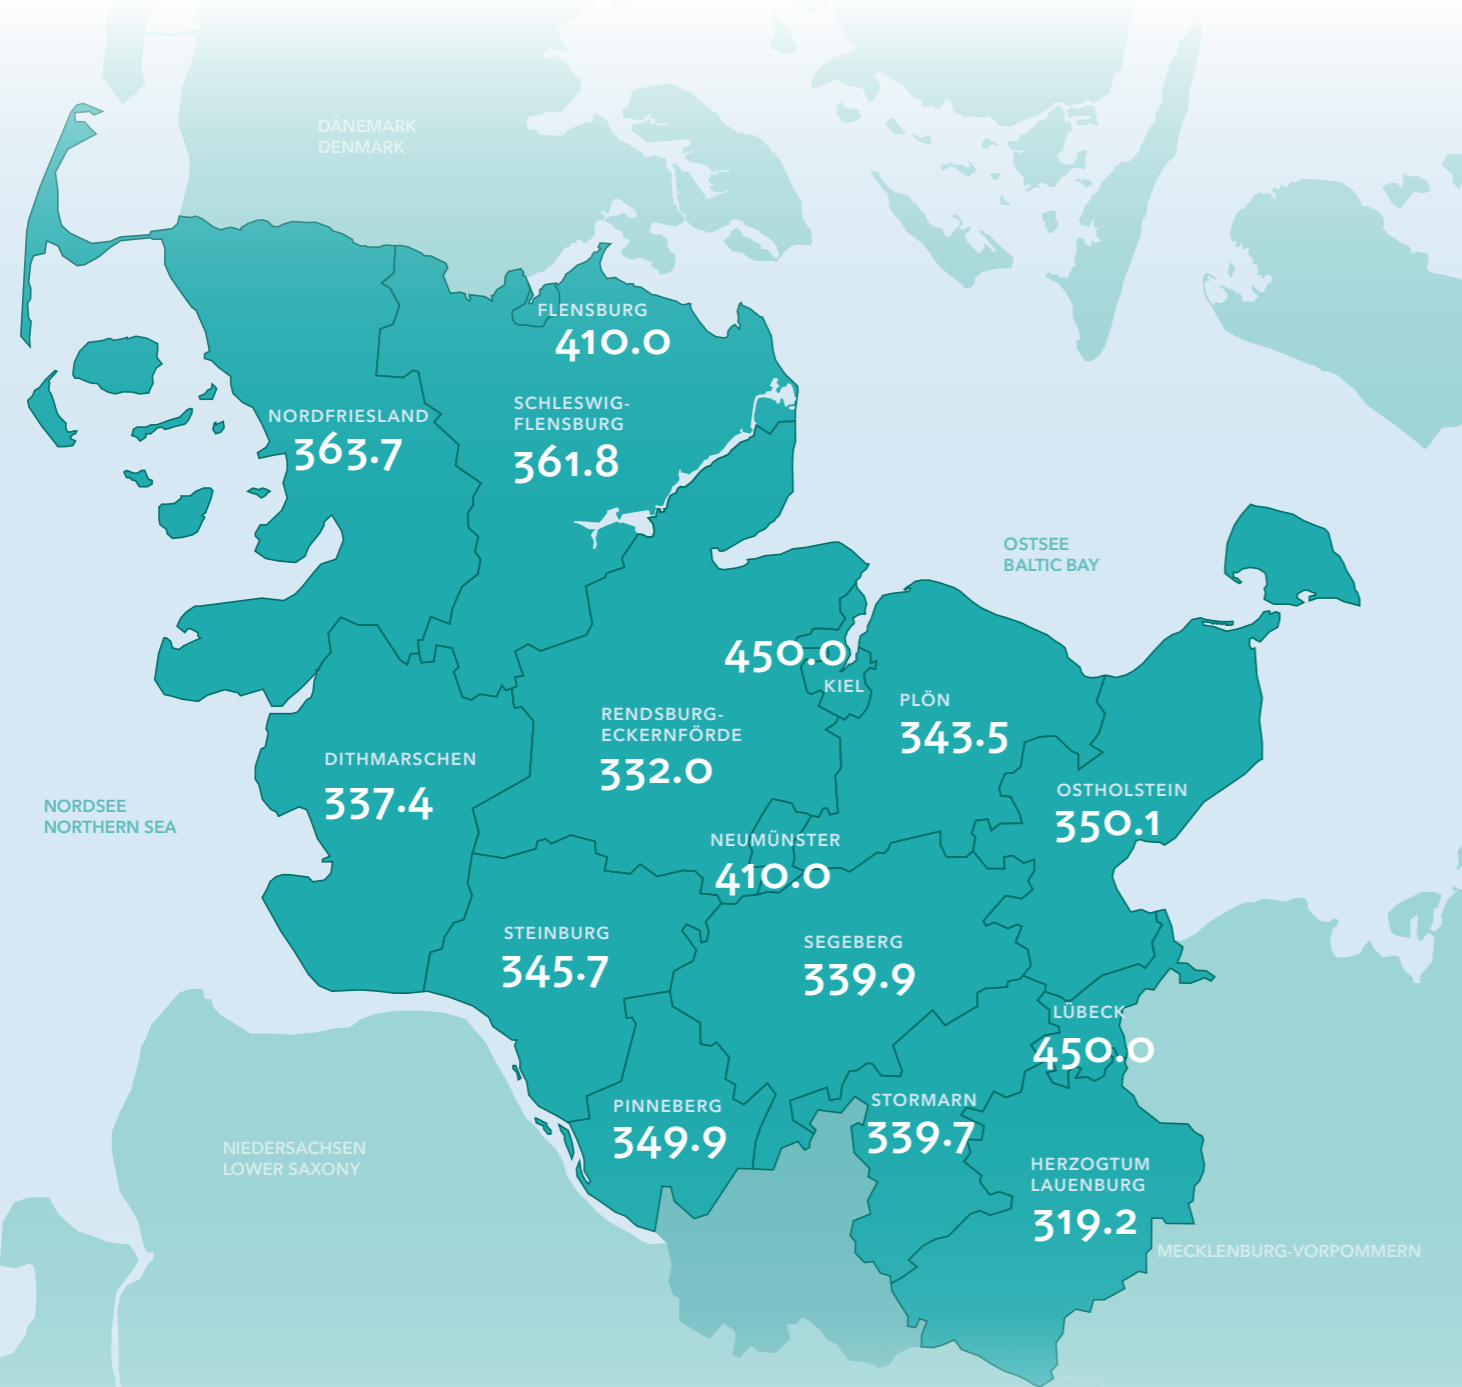 DÄNEMARK
DENMARK
FLENSBURG
410.0
SCHLESWIG-
FLENSBURG
361.8
NORDFRIESLAND
363.7
OSTSEE
BALTIC BAY
450.0
KIEL
PLÖN
343.5
RENDSBURG-
ECKERNFÖRDE
332.0
DITHMARSCHEN
337.4
OSTHOLSTEIN
350.1
NORDSEE
NORTHERN SEA
NEUMÜNSTER
410.0
STEINBURG
345.7
SEGEBERG
339.9
LÜBECK
450.0
PINNEBERG
349.9
STORMARN
339.7
NIEDERSACHSEN
LOWER SAXONY
HERZOGTUM
LAUENBURG
319.2
MECKLENBURG-VORPOMMERN